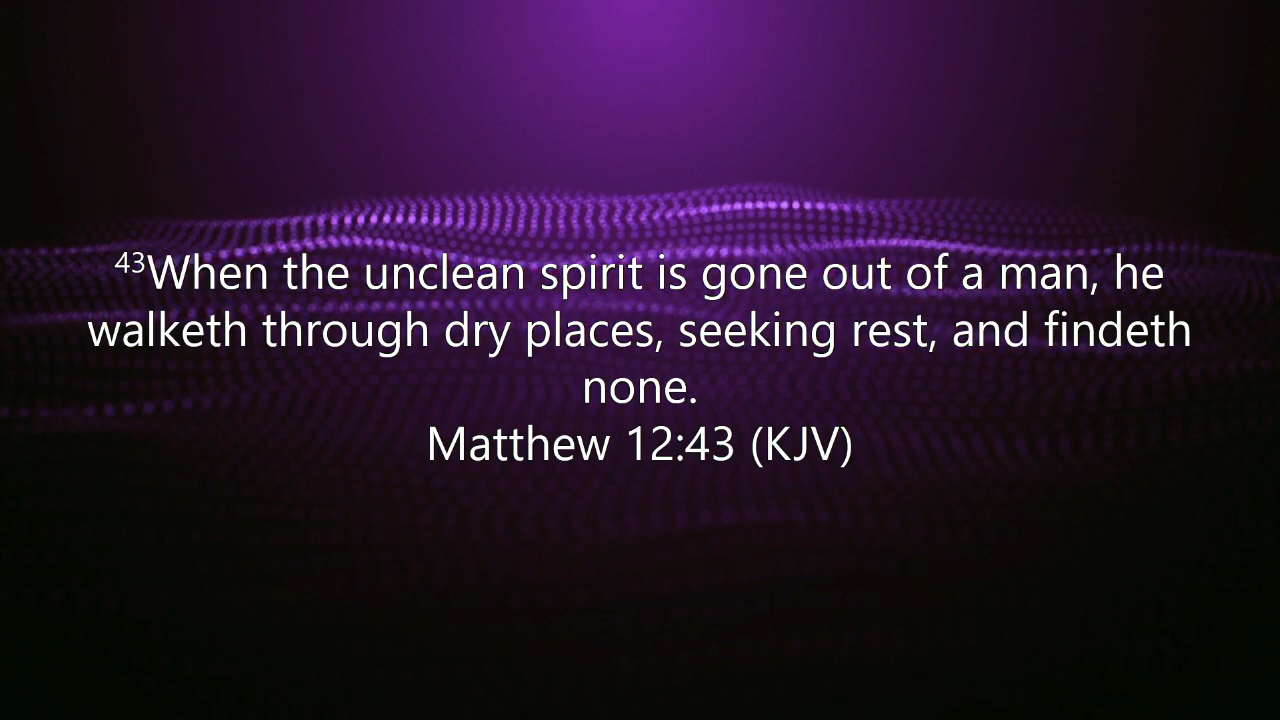 43When the unclean spirit is gone out of a man, he
walketh through dry places, seeking rest, and findeth
none.
Matthew 12:43 (KJV)